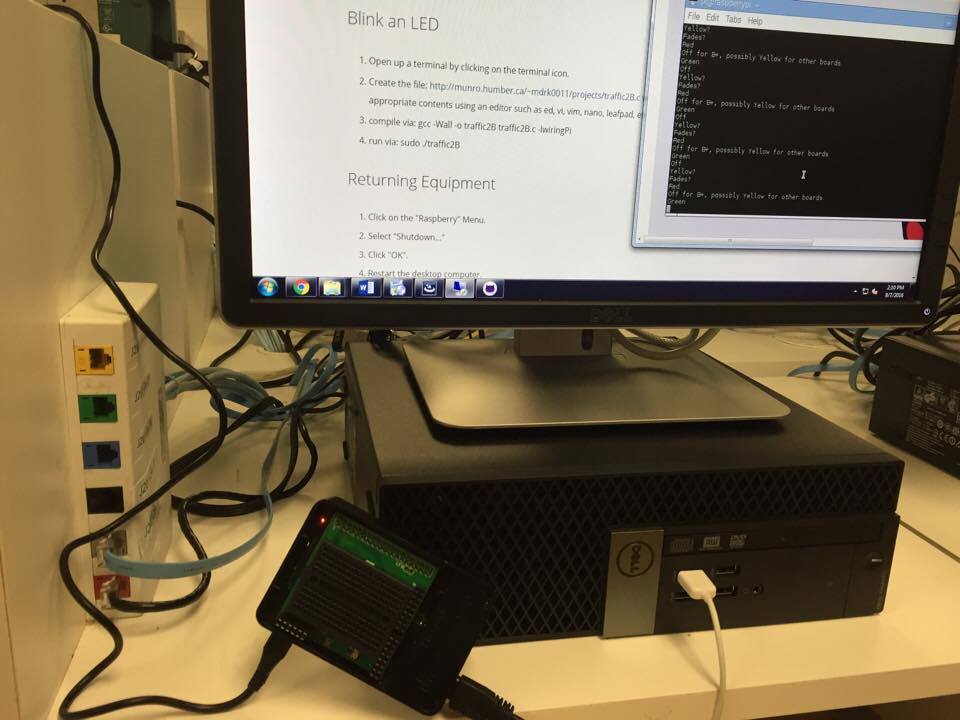 Blink an LED
1. Open up a terminal by clicking on the terminal icon.
2. Create the file: http://munro.humber.ca/~mdrk0011/projects/traffic2B.c
appropriate contents using an editor such as ed, vi, vim, nano, leafpad,
3. compile via: gcc -Wall -o traffic2B traffic2B.c -lwiringPi
4. run via: sudo ./traffic2B
Returning Equipment
1. Click on the "Raspberry" Menu.
2. Select "Shutdown..."
3. Click "OK".
4. Restart the desktop computer.
File Edit Tabs Help
Yellow?
Fades?
Red
Off for B+, possibly Yellow for other boards
Green
Off
Yellow?
Fades?
Red
Off for B+, possibly Yellow for other boards
Green
Off
Yellow?
Fades?
Red
Off for B+, possibly Yellow for other boards
Green
Off
Yellow?
Fades?
Red
Off for B+, possibly Yellow for other boards
Green
2:10 PM
8/7/2016
DELL
DELL